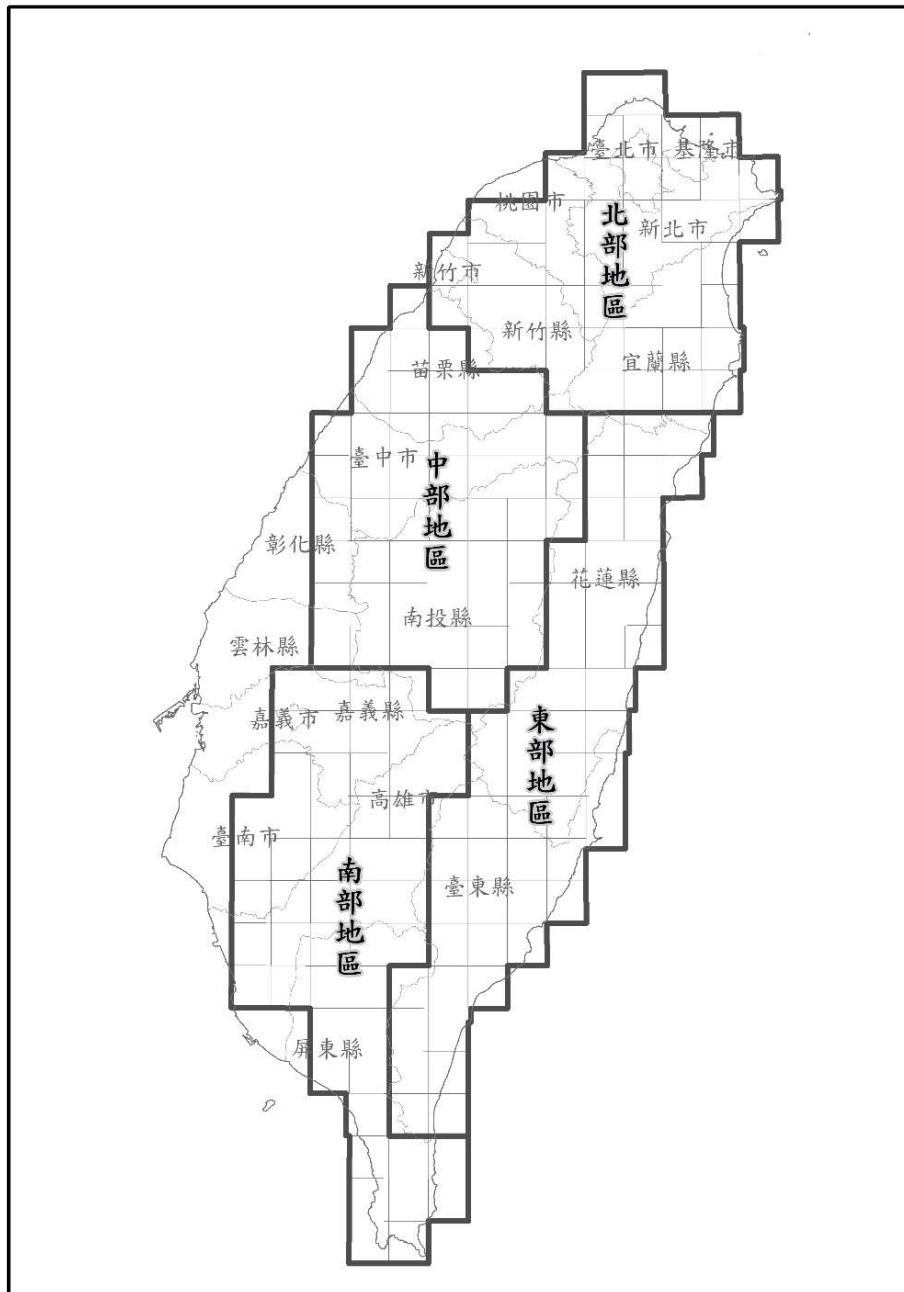 臺北市
基隆市
桃園市
北部地區
新北市
新竹市
新竹縣
宜蘭縣
苗栗縣
臺中市
中部地區
彰化縣
花蓮縣
南投縣
雲林縣
嘉義市
嘉義縣
東部地區
高雄市
臺南市
南部地區
臺東縣
屏東縣